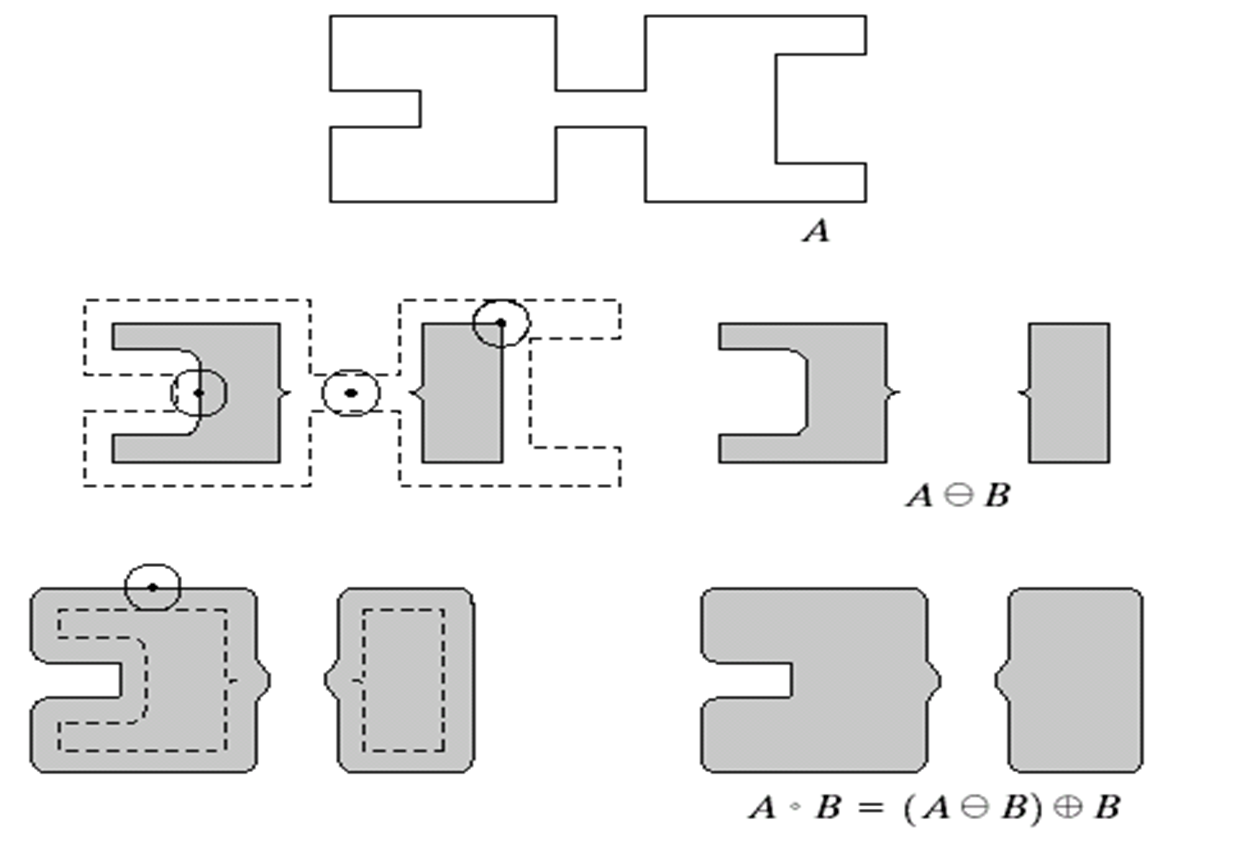 A
A ⊖ B
A ∘ B = (A ⊖ B) ⊕ B